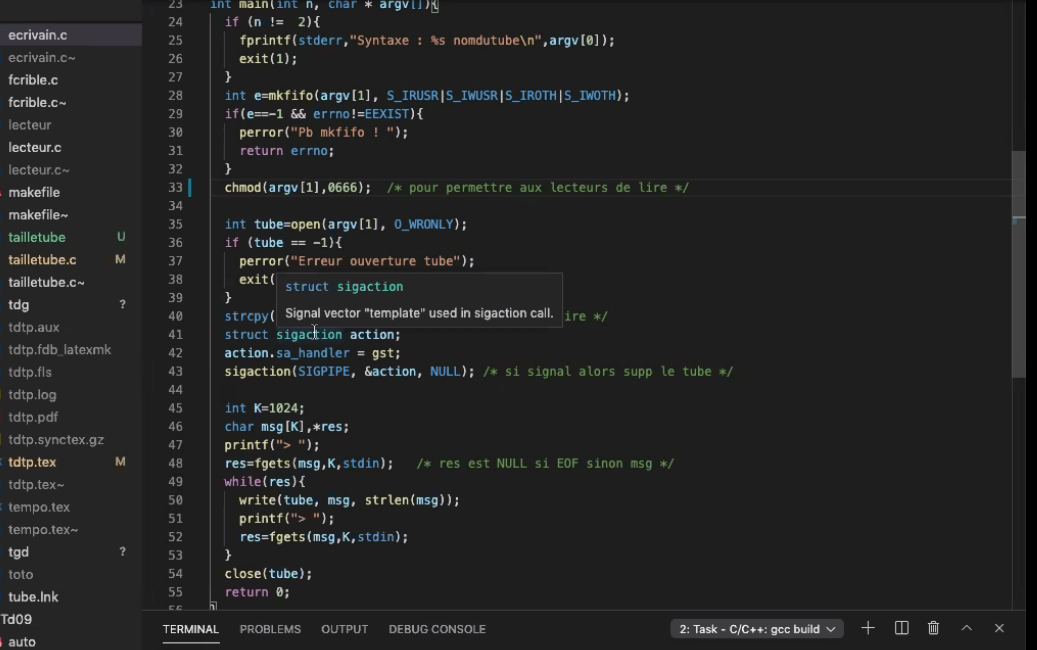 ecrivain.c
ecrivain.c~
fcrible.c
fcrible.c~
lecteur
lecteur.c
lecteur.c~
makefile
makefile~
tailletube U
tailletube.c M
tailletube.c~
tdg ?
tdtp.aux
tdtp.fdb_latexmk
tdtp.fls
tdtp.log
tdtp.pdf
tdtp.synctex.gz
tdtp.tex M
tdtp.tex~
tempo.tex
tempo.tex~
tgd ?
toto
tube.lnk
Td09
auto
23 int main(int n, char * argv[]){
24 if (n != 2){
25 fprintf(stderr,"Syntaxe : %s nomdutube\n",argv[0]);
26 exit(1);
27 }
28 int e=mkfifo(argv[1], S_IRUSR|S_IWUSR|S_IROTH|S_IWOTH);
29 if(e==-1 && errno!=EEXIST){
30 perror("Pb mkfifo ! ");
31 return errno;
32 }
33 chmod(argv[1],0666); /* pour permettre aux lecteurs de lire */
34
35 int tube=open(argv[1], O_WRONLY);
36 if (tube == -1){
37 perror("Erreur ouverture tube");
38 exit(
struct sigaction
39 }
Signal vector "template" used in sigaction call.
40 strcpy( ire */
41 struct sigaction action;
42 action.sa_handler = gst;
43 sigaction(SIGPIPE, &action, NULL); /* si signal alors supp le tube */
44
45 int K=1024;
46 char msg[K],*res;
47 printf("> ");
48 res=fgets(msg,K,stdin); /* res est NULL si EOF sinon msg */
49 while(res){
50 write(tube, msg, strlen(msg));
51 printf("> ");
52 res=fgets(msg,K,stdin);
53 }
54 close(tube);
55 return 0;
56 }
TERMINAL PROBLEMS OUTPUT DEBUG CONSOLE 2: Task - C/C++: gcc build